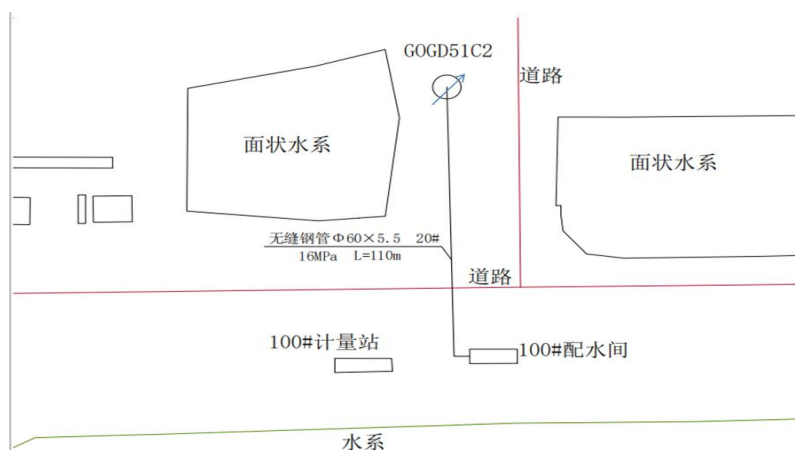 GOGD51C2
道路
面状水系
面状水系
无缝钢管Φ60×5.5 20#
16MPa L=110m
道路
100#计量站
100#配水间
水系